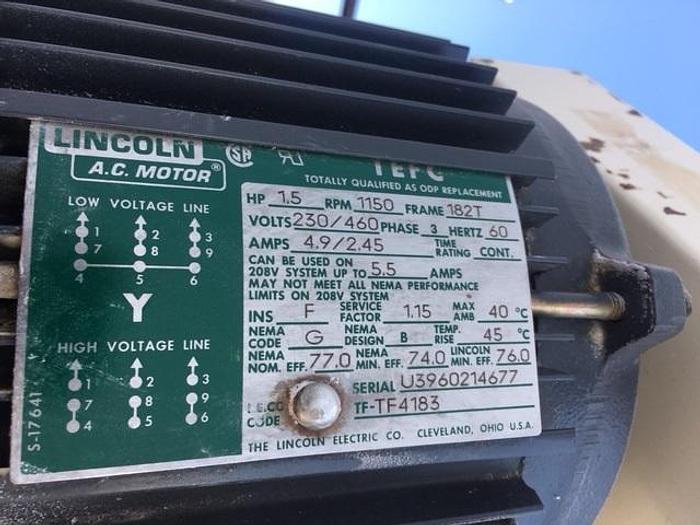 LINCOLN
A.C. MOTOR®
TEFC
TOTALLY QUALIFIED AS ODP REPLACEMENT
LOW VOLTAGE LINE
1 2 3
7 8 9
4 5 6
Y
HIGH VOLTAGE LINE
1 2 3
7 8 9
4 5 6
S-17641
HP 1.5 RPM 1150 FRAME 182T
VOLTS 230/460 PHASE 3 HERTZ 60
AMPS 4.9/2.45 TIME RATING CONT.
CAN BE USED ON
208V SYSTEM UP TO 5.5 AMPS
MAY NOT MEET ALL NEMA PERFORMANCE
LIMITS ON 208V SYSTEM
INS F SERVICE FACTOR 1.15 MAX AMB 40 °C
NEMA CODE G NEMA DESIGN B TEMP. RISE 45 °C
NEMA NOM. EFF. 77.0 NEMA MIN. EFF. 74.0 LINCOLN MIN. EFF. 76.0
SERIAL U3960214677
CODE TF-TF4183
THE LINCOLN ELECTRIC CO. CLEVELAND, OHIO U.S.A.